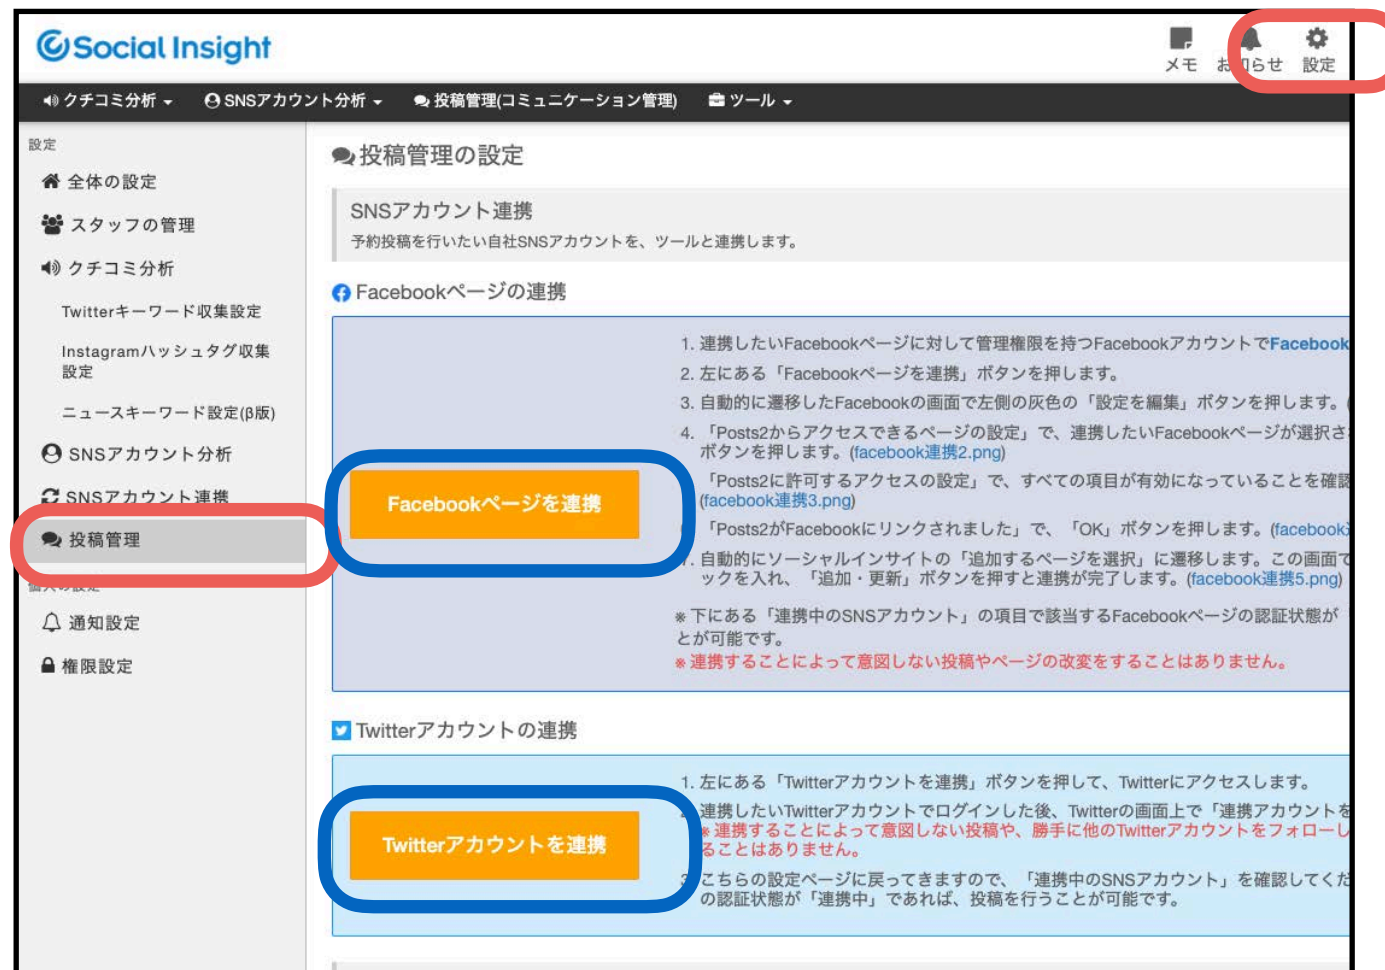 Social Insight
メモ お知らせ 設定
クチコミ分析 SNSアカウント分析 投稿管理(コミュニケーション管理) ツール
設定
全体の設定
スタッフの管理
クチコミ分析
Twitterキーワード収集設定
Instagramハッシュタグ収集
設定
ニュースキーワード設定(β版)
SNSアカウント分析
SNSアカウント連携
投稿管理
個人の設定
通知設定
権限設定
投稿管理の設定
SNSアカウント連携
予約投稿を行いたい自社SNSアカウントを、ツールと連携します。
Facebookページの連携
Facebookページを連携
1. 連携したいFacebookページに対して管理権限を持つFacebookアカウントでFacebook
2. 左にある「Facebookページを連携」ボタンを押します。
3. 自動的に遷移したFacebookの画面で左側の灰色の「設定を編集」ボタンを押します。(
4. 「Posts2からアクセスできるページの設定」で、連携したいFacebookページが選択さ
ボタンを押します。(facebook連携2.png)
「Posts2に許可するアクセスの設定」で、すべての項目が有効になっていることを確認
(facebook連携3.png)
「Posts2がFacebookにリンクされました」で、「OK」ボタンを押します。(facebook
7. 自動的にソーシャルインサイトの「追加するページを選択」に遷移します。この画面で
ックを入れ、「追加・更新」ボタンを押すと連携が完了します。(facebook連携5.png)
※下にある「連携中のSNSアカウント」の項目で該当するFacebookページの認証状態が
とが可能です。
※連携することによって意図しない投稿やページの改変をすることはありません。
Twitterアカウントの連携
Twitterアカウントを連携
1. 左にある「Twitterアカウントを連携」ボタンを押して、Twitterにアクセスします。
連携したいTwitterアカウントでログインした後、Twitterの画面上で「連携アカウントを
※連携することによって意図しない投稿や、勝手に他のTwitterアカウントをフォローし
ることはありません。
3. こちらの設定ページに戻ってきますので、「連携中のSNSアカウント」を確認してくだ
の認証状態が「連携中」であれば、投稿を行うことが可能です。